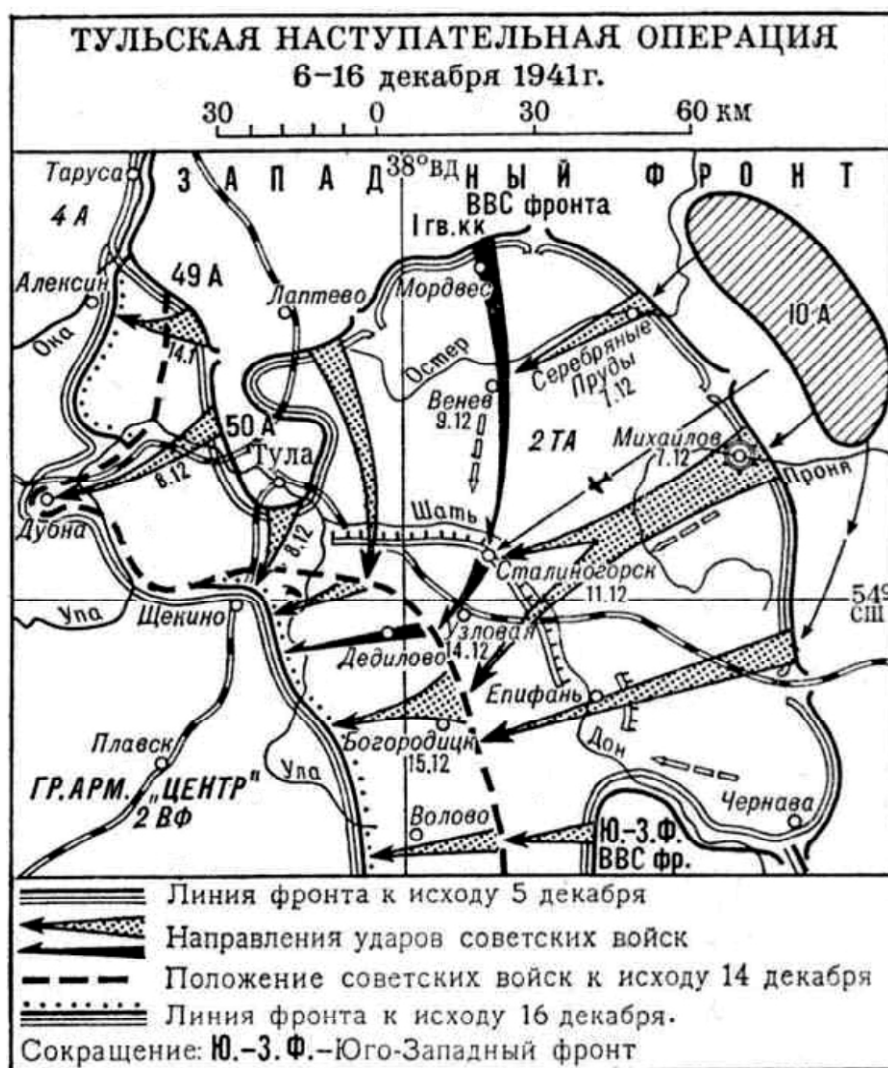 ТУЛЬСКАЯ НАСТУПАТЕЛЬНАЯ ОПЕРАЦИЯ
6–16 декабря 1941г.
30 0 30 60 км
Таруса
ЗАПАДНЫЙ ФРОНТ
38° ВД
ВВС фронта
1 гв.кк
4 А
49 А
Алексин
Лаптево
Мордвес
10 А
Ока
14.1
Остер
Серебряные
Пруды
7.12
Венев
9.12
50 А
Тула
2 ТА
Михайлов
7.12
Проня
8.12
Дубна
Шать
8.12
Сталиногорск
11.12
54°
СШ
Упа
Щекино
Узловая
14.12
Дедилово
Епифань
Богородицк
15.12
Дон
Плавск
Упа
ГР.АРМ. „ЦЕНТР"
2 ВФ
Волово
Чернава
Ю.-З.Ф.
ВВС фр.
Линия фронта к исходу 5 декабря
Направления ударов советских войск
Положение советских войск к исходу 14 декабря
Линия фронта к исходу 16 декабря.
Сокращение: Ю.–З. Ф.–Юго-Западный фронт